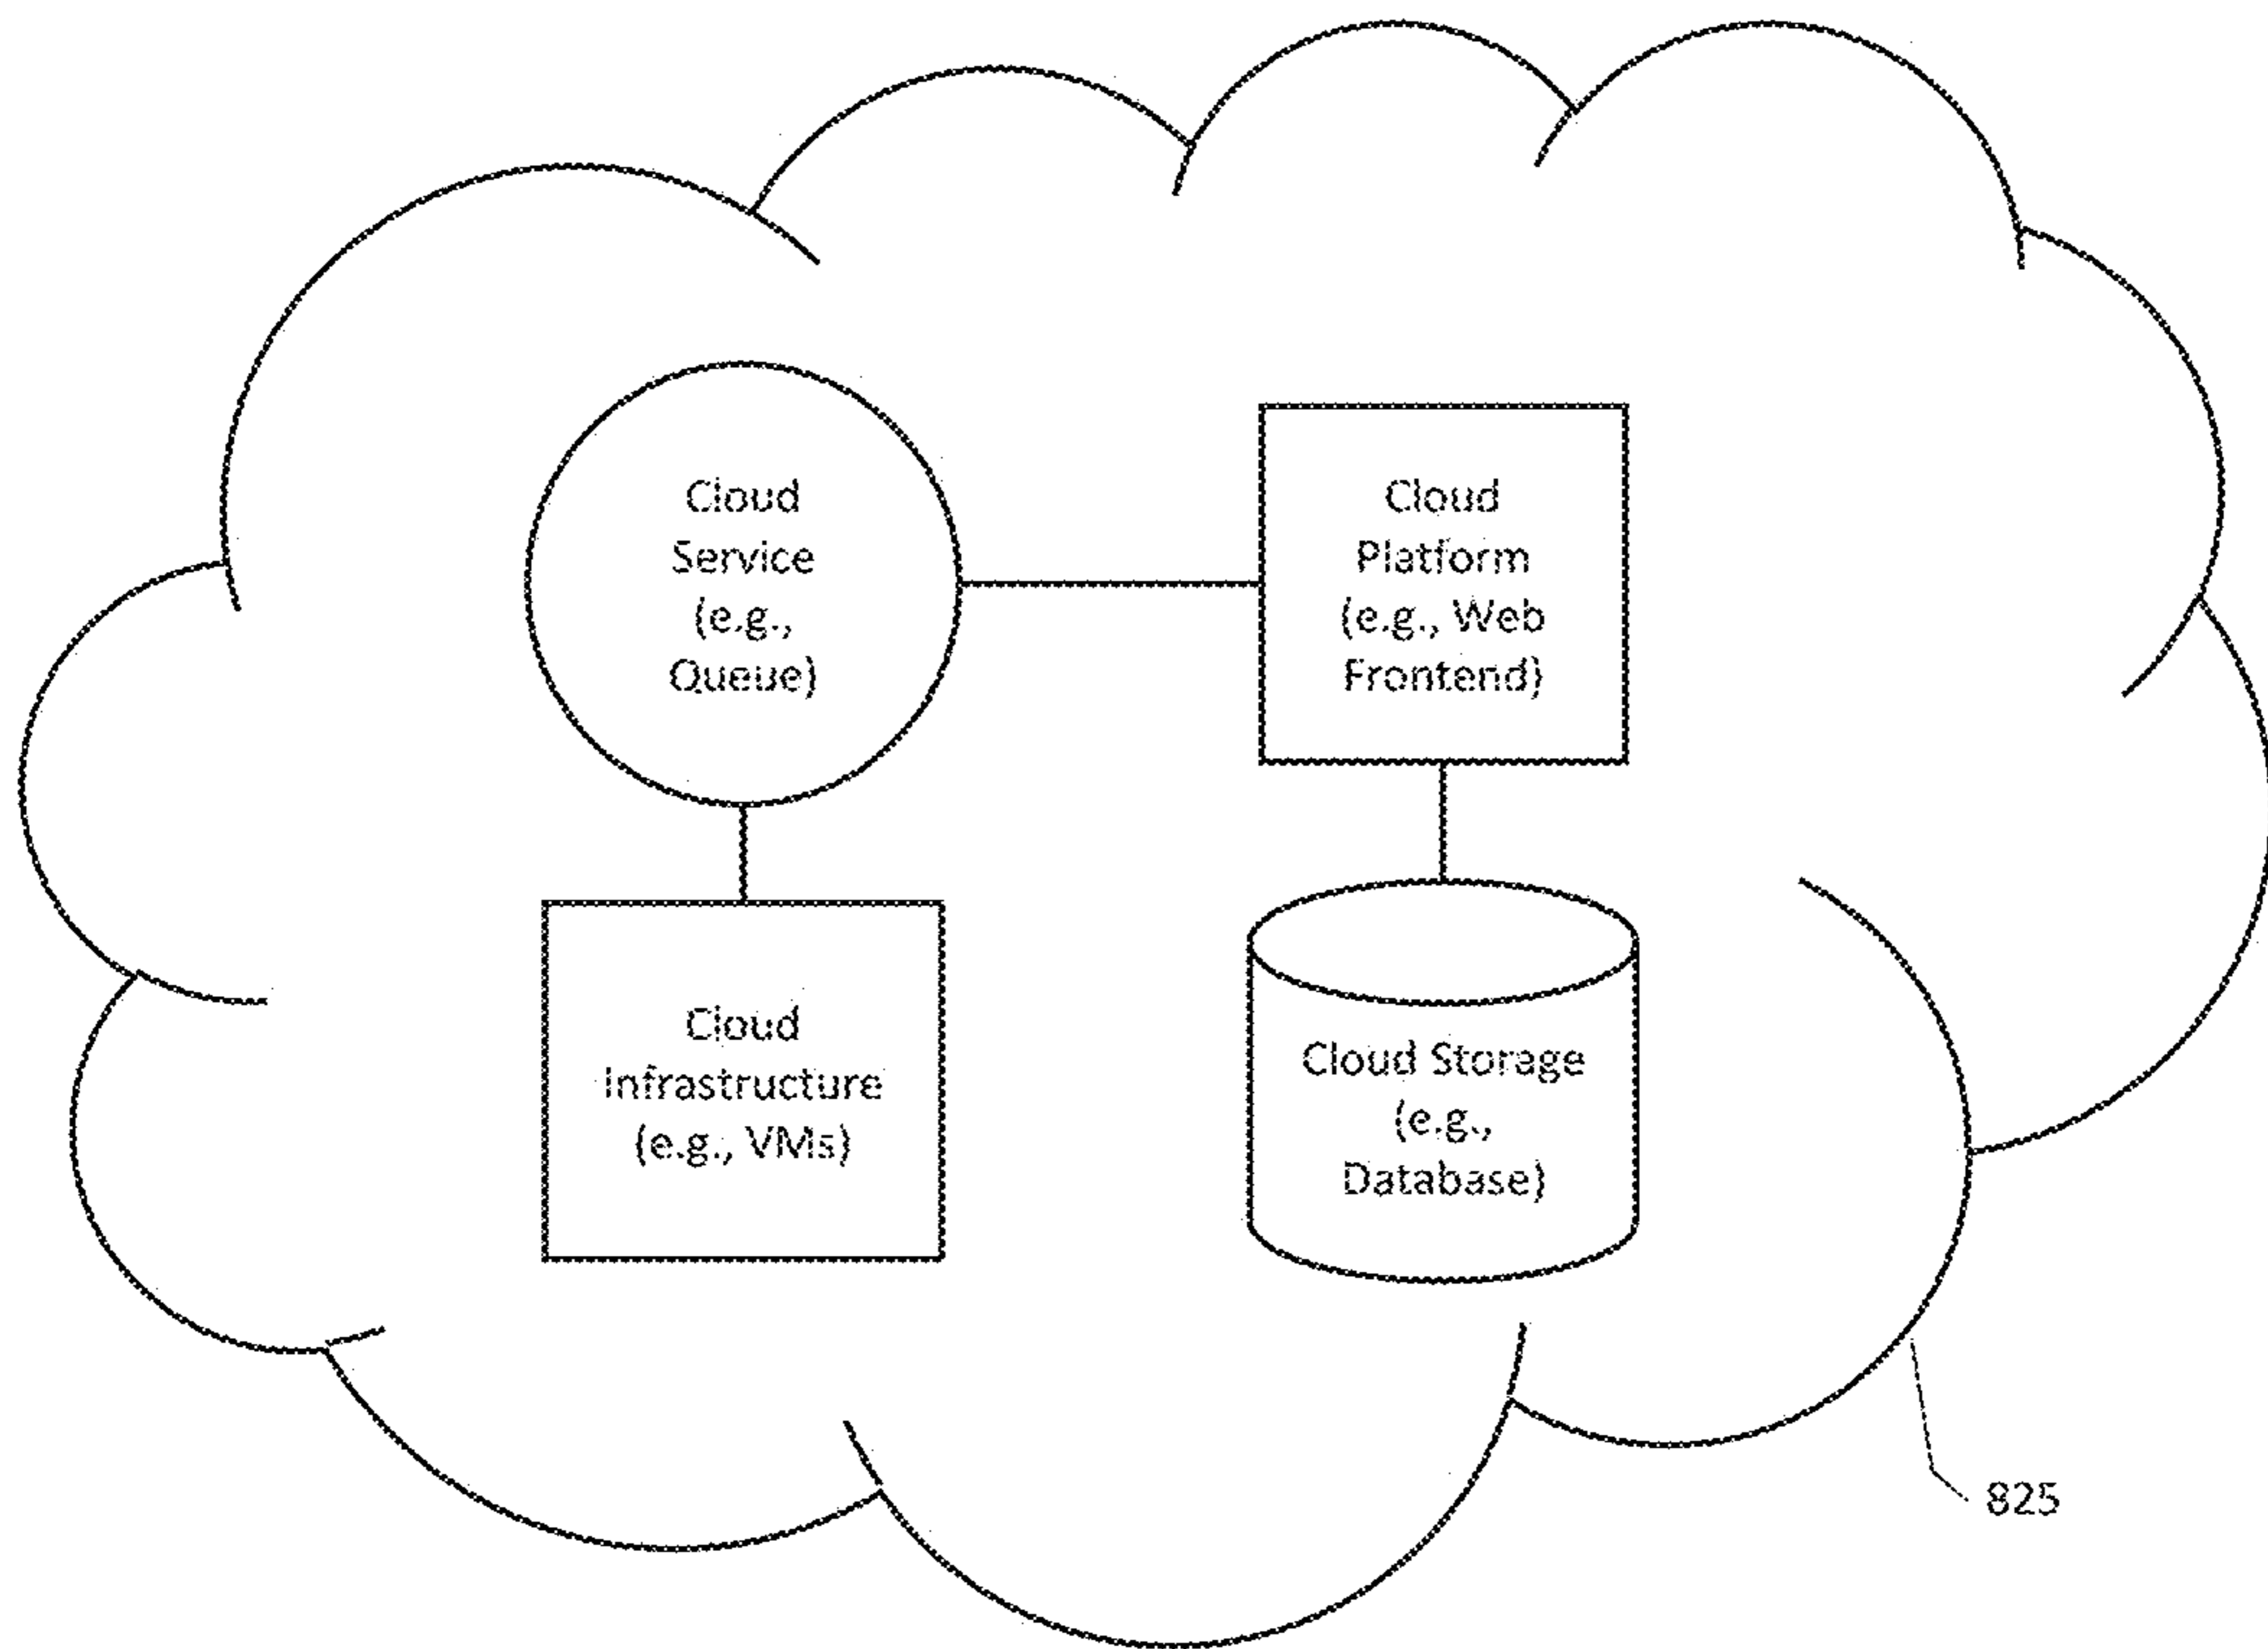 Cloud
Service
(e.g.,
Queue)
Cloud
Platform
(e.g., Web
Frontend)
Cloud
Infrastructure
(e.g., VMs)
Cloud Storage
(e.g.,
Database)
825